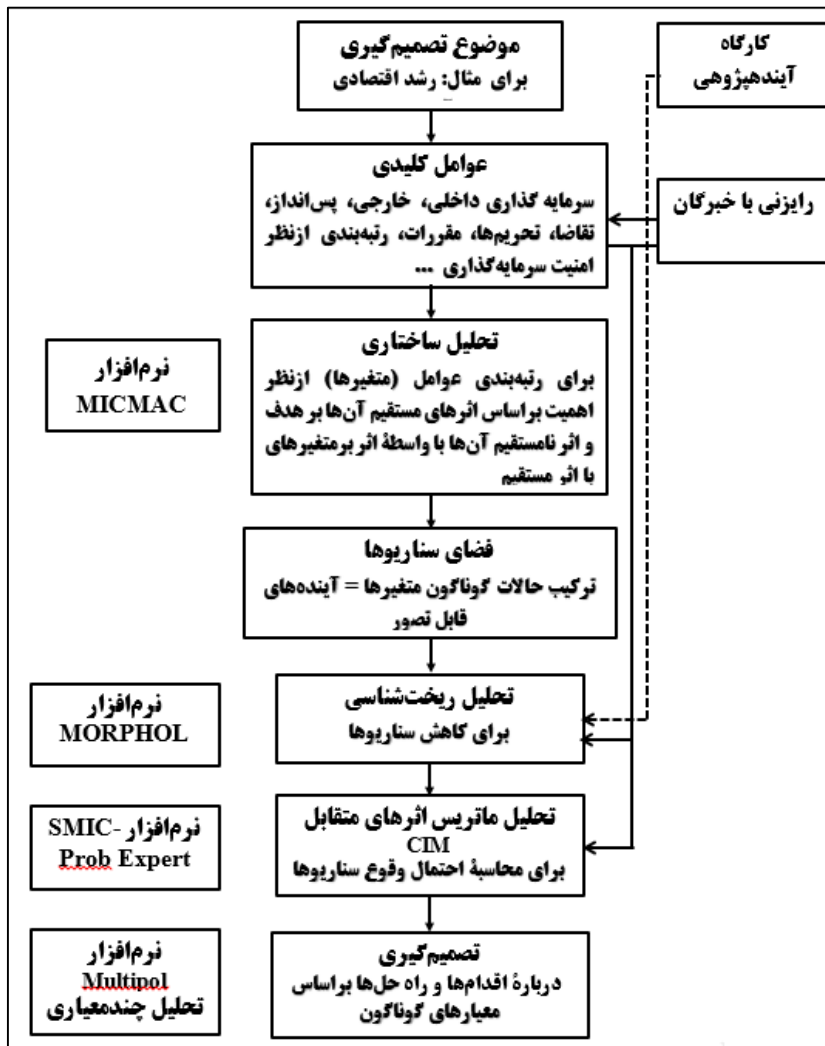 موضوع تصمیم‌گیری
برای مثال: رشد اقتصادی
کارگاه
آیندهپژوهی
عوامل کلیدی
سرمایه گذاری داخلی، خارجی، پس‌انداز،
تقاضا، تحریم‌ها، مقررات، رتبه‌بندی ازنظر
امنیت سرمایه‌گذاری ...
رایزنی با خبرگان
تحلیل ساختاری
برای رتبه‌بندی عوامل (متغیرها) ازنظر
اهمیت براساس اثرهای مستقیم آن‌ها بر هدف
و اثر نامستقیم آن‌ها با واسطهٔ اثر بر متغیرهای
با اثر مستقیم
نرم‌افزار
MICMAC
فضای سناریوها
ترکیب حالات گوناگون متغیرها = آینده‌های
قابل تصور
تحلیل ریخت‌شناسی
برای کاهش سناریوها
نرم‌افزار
MORPHOL
تحلیل ماتریس اثرهای متقابل
CIM
برای محاسبهٔ احتمال وقوع سناریوها
نرم‌افزار SMIC-
Prob Expert
تصمیم‌گیری
دربارهٔ اقدام‌ها و راه حل‌ها براساس
معیارهای گوناگون
نرم‌افزار
Multipol
تحلیل چندمعیاری